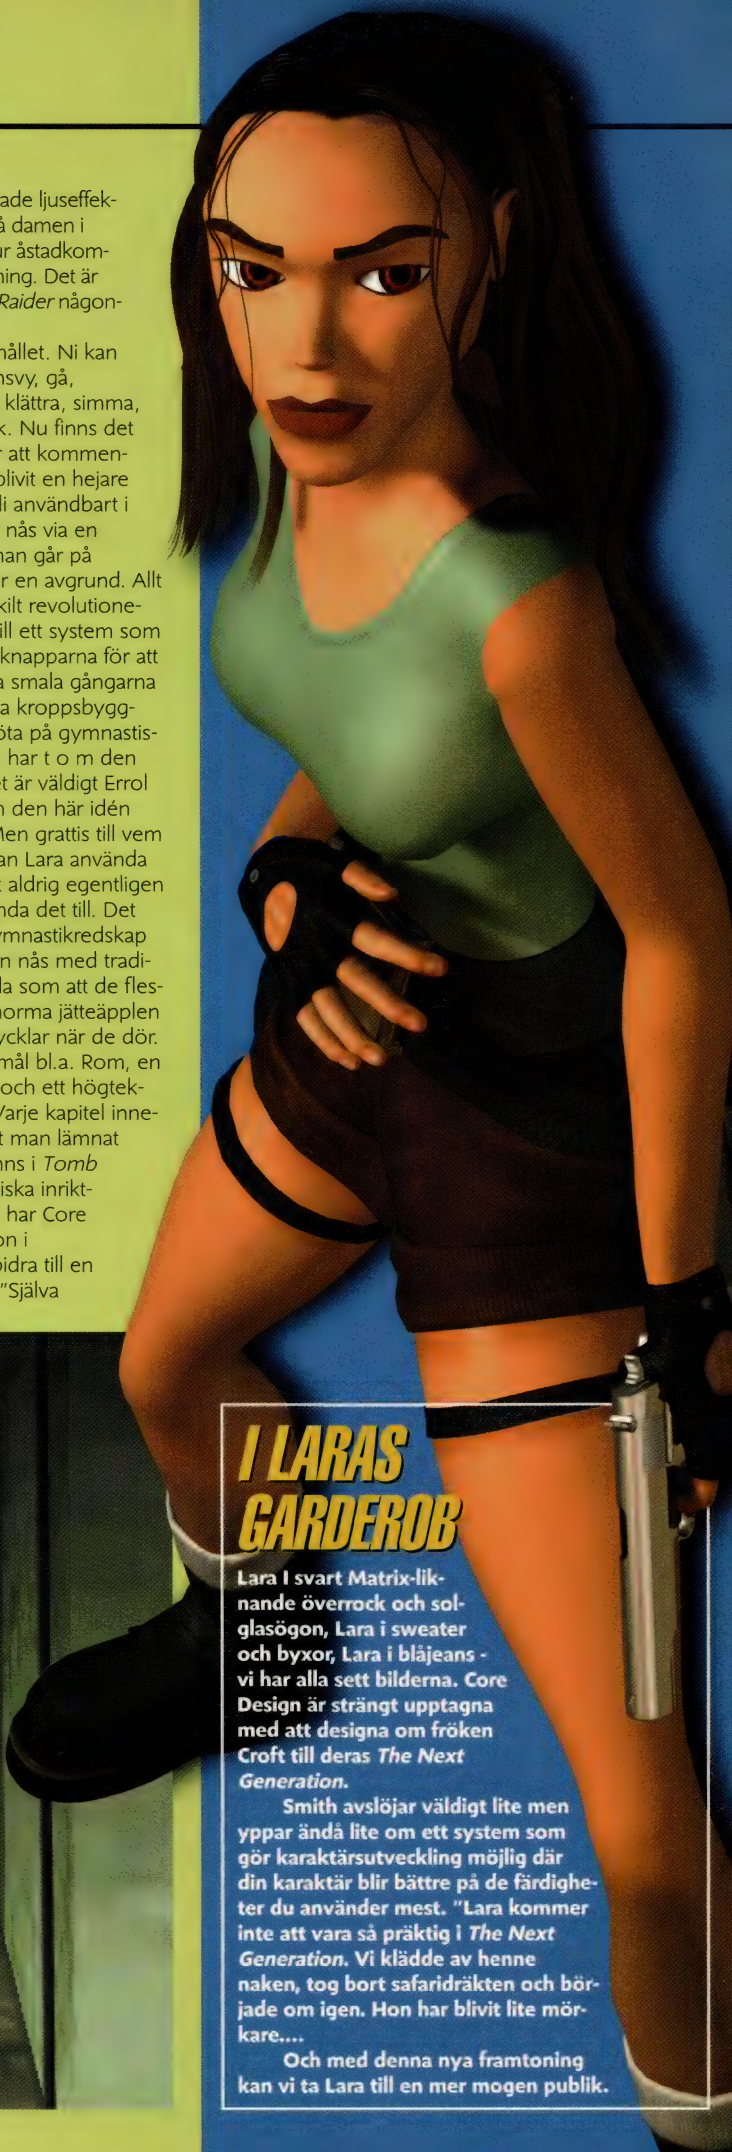 ade ljuseffek-
å damen i
ur åstadkom-
ning. Det är
Raider någon-
nållet. Ni kan
nsvy, gå,
klättra, simma,
k. Nu finns det
r att kommen-
blivit en hejare
li användbart i
nås via en
nan går på
r en avgrund. Allt
kilt revolutione-
ill ett system som
knapparna för att
a smala gångarna
a kroppsbygg-
öta på gymnastis-
har t o m den
et är väldigt Errol
n den här idén
Men grattis till vem
an Lara använda
t aldrig egentligen
nda det till. Det
ymnastikredskap
n nås med tradi-
la som att de fles-
norma jätteäpplen
ycklar när de dör.
mål bl.a. Rom, en
och ett högtek-
Varje kapitel inne-
t man lämnat
nns i Tomb
iska inrikt-
har Core
on i
bidra till en
"Själva
I LARAS
GARDEROB
Lara I svart Matrix-lik-
nande överrock och sol-
glasögon, Lara i sweater
och byxor, Lara i blåjeans -
vi har alla sett bilderna. Core
Design är strängt upptagna
med att designa om fröken
Croft till deras The Next
Generation.
Smith avslöjar väldigt lite men
yppar ändå lite om ett system som
gör karaktärsutveckling möjlig där
din karaktär blir bättre på de färdighe-
ter du använder mest. "Lara kommer
inte att vara så präktig i The Next
Generation. Vi klädde av henne
naken, tog bort safaridräkten och bör-
jade om igen. Hon har blivit lite mör-
kare....
Och med denna nya framtoning
kan vi ta Lara till en mer mogen publik.